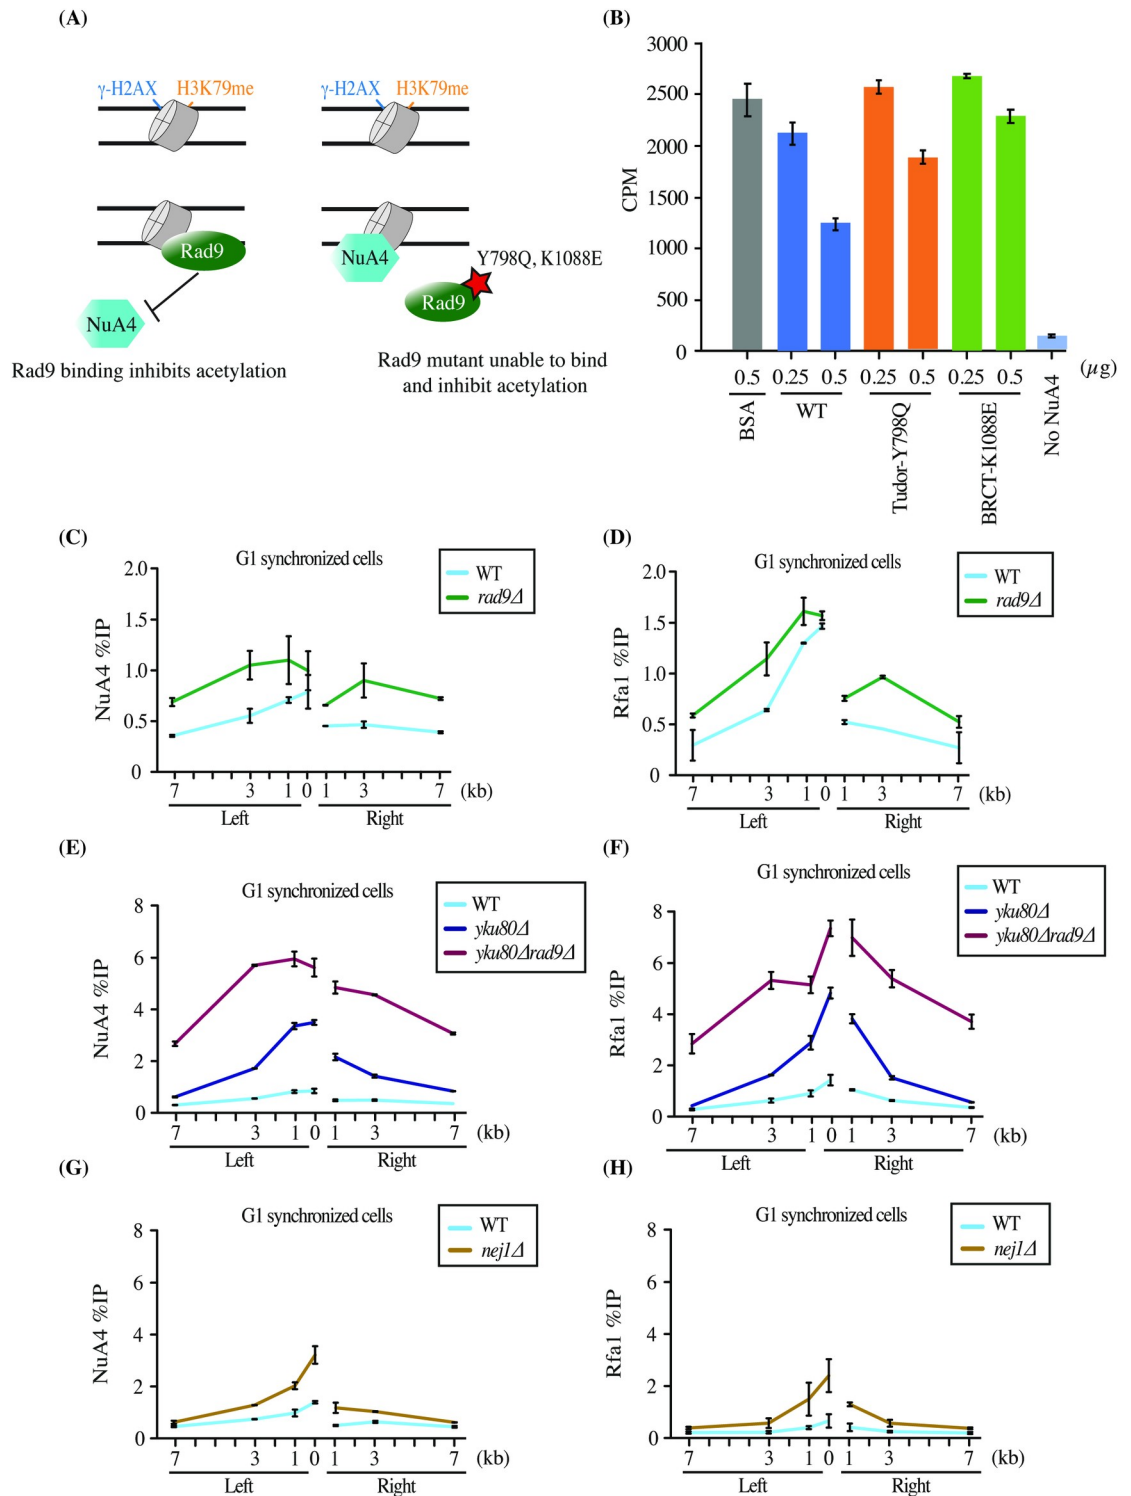 (A)
γ-H2AX H3K79me
γ-H2AX H3K79me
Rad9
NuA4
Rad9 binding inhibits acetylation
NuA4
Y798Q, K1088E
Rad9
Rad9 mutant unable to bind
and inhibit acetylation
(B)
CPM
3000
2500
2000
1500
1000
500
0
0.5 0.25 0.5 0.25 0.5 0.25 0.5 (µg)
BSA
WT
Tudor-Y798Q
BRCT-K1088E
No NuA4
(C)
G1 synchronized cells
WT
rad9Δ
NuA4 %IP
2.0
1.5
1.0
0.5
0
7 3 1 0 1 3 7 (kb)
Left Right
(D)
G1 synchronized cells
WT
rad9Δ
Rfa1 %IP
2.0
1.5
1.0
0.5
0
7 3 1 0 1 3 7 (kb)
Left Right
(E)
G1 synchronized cells
WT
yku80Δ
yku80Δrad9Δ
NuA4 %IP
8
6
4
2
0
7 3 1 0 1 3 7 (kb)
Left Right
(F)
G1 synchronized cells
WT
yku80Δ
yku80Δrad9Δ
Rfa1 %IP
8
6
4
2
0
7 3 1 0 1 3 7 (kb)
Left Right
(G)
G1 synchronized cells
WT
nej1Δ
NuA4 %IP
8
6
4
2
0
7 3 1 0 1 3 7 (kb)
Left Right
(H)
G1 synchronized cells
WT
nej1Δ
Rfa1 %IP
8
6
4
2
0
7 3 1 0 1 3 7 (kb)
Left Right